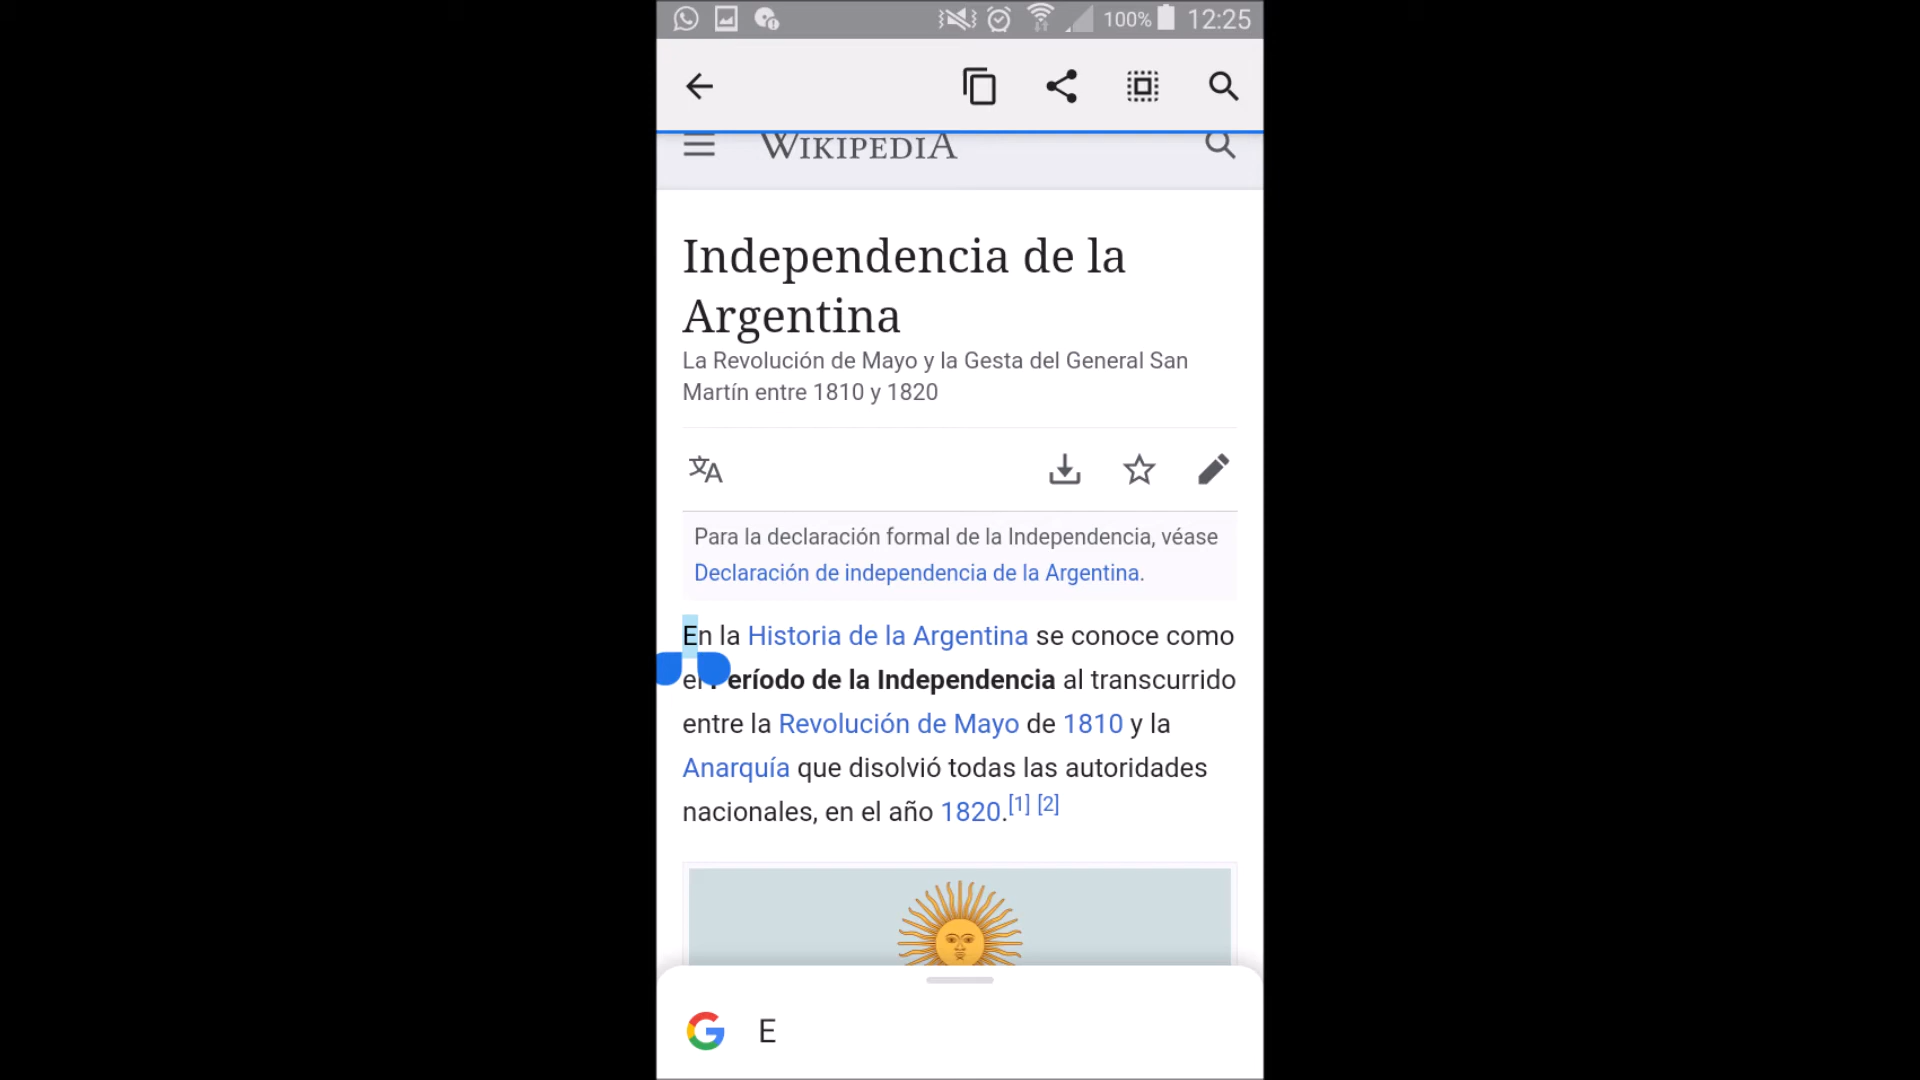 100% 12:25
WIKIPEDIA
Independencia de la
Argentina
La Revolución de Mayo y la Gesta del General San
Martín entre 1810 y 1820
Para la declaración formal de la Independencia, véase
Declaración de independencia de la Argentina.
En la Historia de la Argentina se conoce como
el Período de la Independencia al transcurrido
entre la Revolución de Mayo de 1810 y la
Anarquía que disolvió todas las autoridades
nacionales, en el año 1820.[1] [2]
E